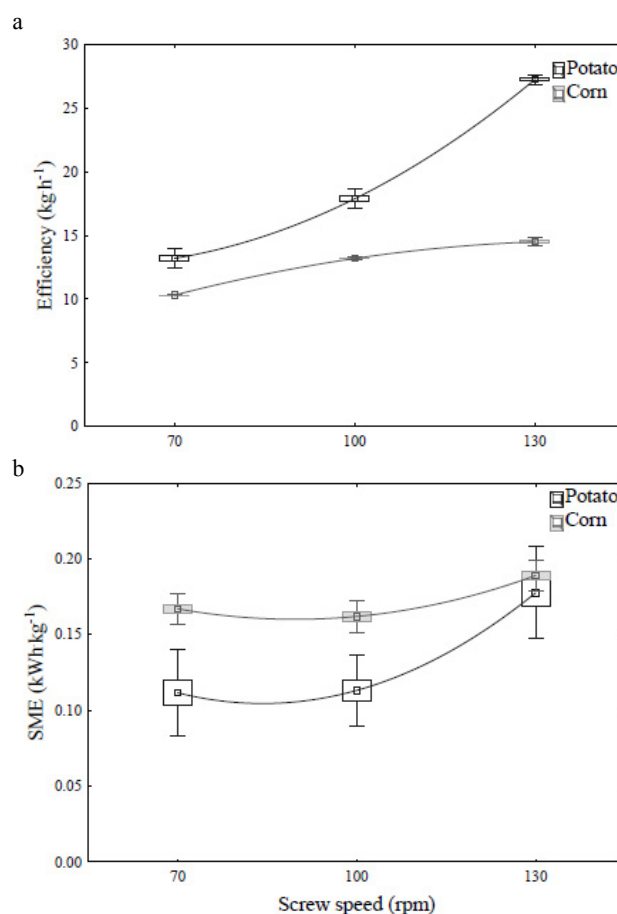 a
30
25
20
15
10
5
0
Efficiency (kg·h⁻¹)
Potato
Corn
70 100 130
b
0.25
0.20
0.15
0.10
0.05
0.00
SME (kWh·kg⁻¹)
Potato
Corn
70 100 130
Screw speed (rpm)